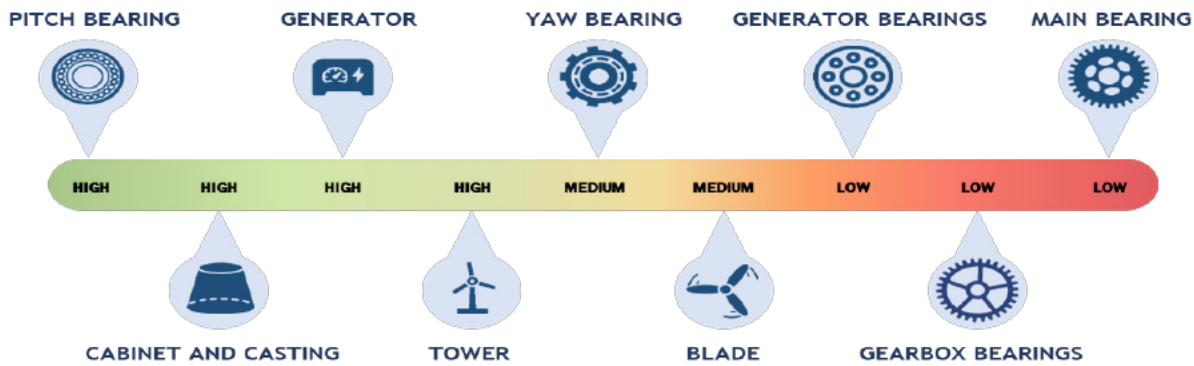 PITCH BEARING
GENERATOR
YAW BEARING
GENERATOR BEARINGS
MAIN BEARING
HIGH
HIGH
HIGH
HIGH
MEDIUM
MEDIUM
LOW
LOW
LOW
CABINET AND CASTING
TOWER
BLADE
GEARBOX BEARINGS